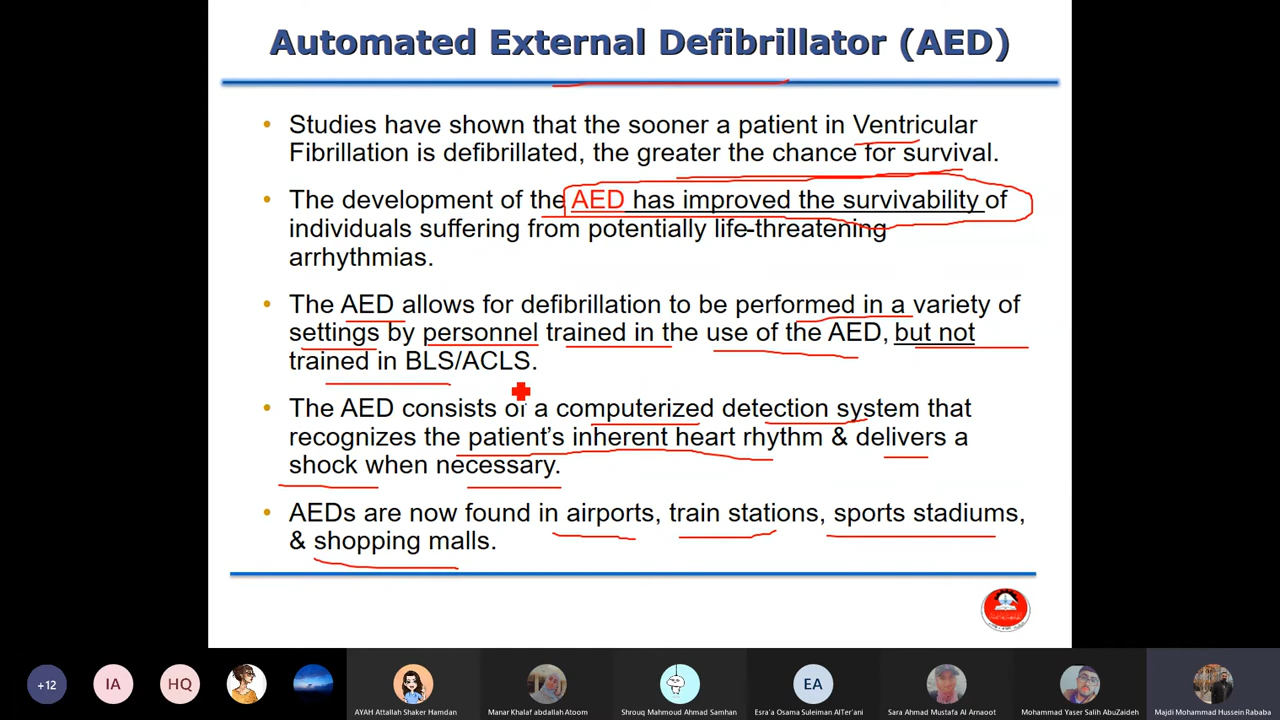 Automated External Defibrillator (AED)
• Studies have shown that the sooner a patient in Ventricular
Fibrillation is defibrillated, the greater the chance for survival.
• The development of the AED has improved the survivability of
individuals suffering from potentially life-threatening
arrhythmias.
• The AED allows for defibrillation to be performed in a variety of
settings by personnel trained in the use of the AED, but not
trained in BLS/ACLS.
• The AED consists of a computerized detection system that
recognizes the patient's inherent heart rhythm & delivers a
shock when necessary.
• AEDs are now found in airports, train stations, sports stadiums,
& shopping malls.
+12
IA
HQ
EA
AYAH Attallah Shaker Hamdan
Manar Khalaf abdallah Atoom
Shrouq Mahmoud Ahmad Samhan
Esra'a Osama Suleiman AlTer'ani
Sara Ahmad Mustafa Al Arnaoot
Mohammad Yaser Salih AbuZaideh
Majdi Mohammad Hussein Rababa